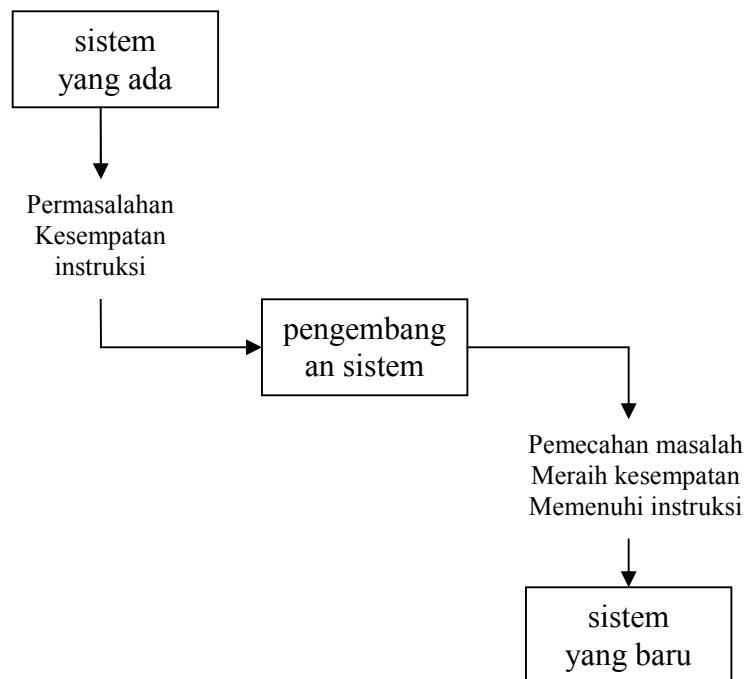 sistem
yang ada
Permasalahan
Kesempatan
instruksi
pengembang
an sistem
Pemecahan masalah
Meraih kesempatan
Memenuhi instruksi
sistem
yang baru